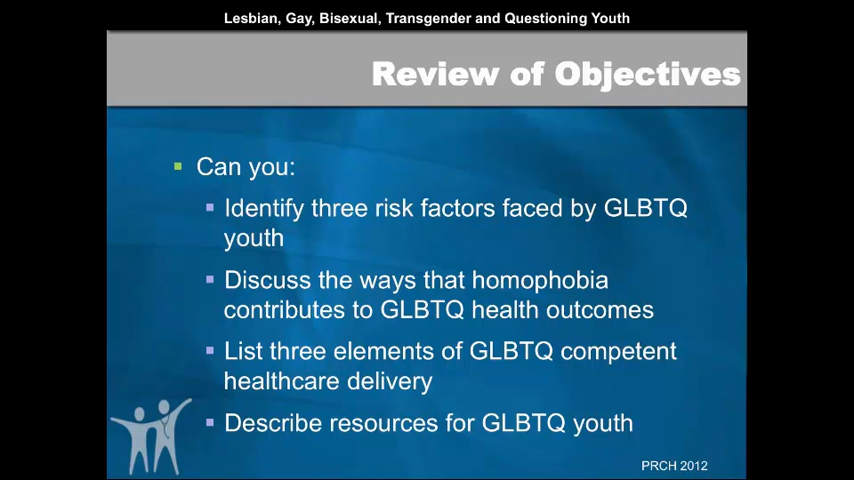 Lesbian, Gay, Bisexual, Transgender and Questioning Youth
Review of Objectives
Can you:
Identify three risk factors faced by GLBTQ
youth
Discuss the ways that homophobia
contributes to GLBTQ health outcomes
List three elements of GLBTQ competent
healthcare delivery
Describe resources for GLBTQ youth
PRCH 2012